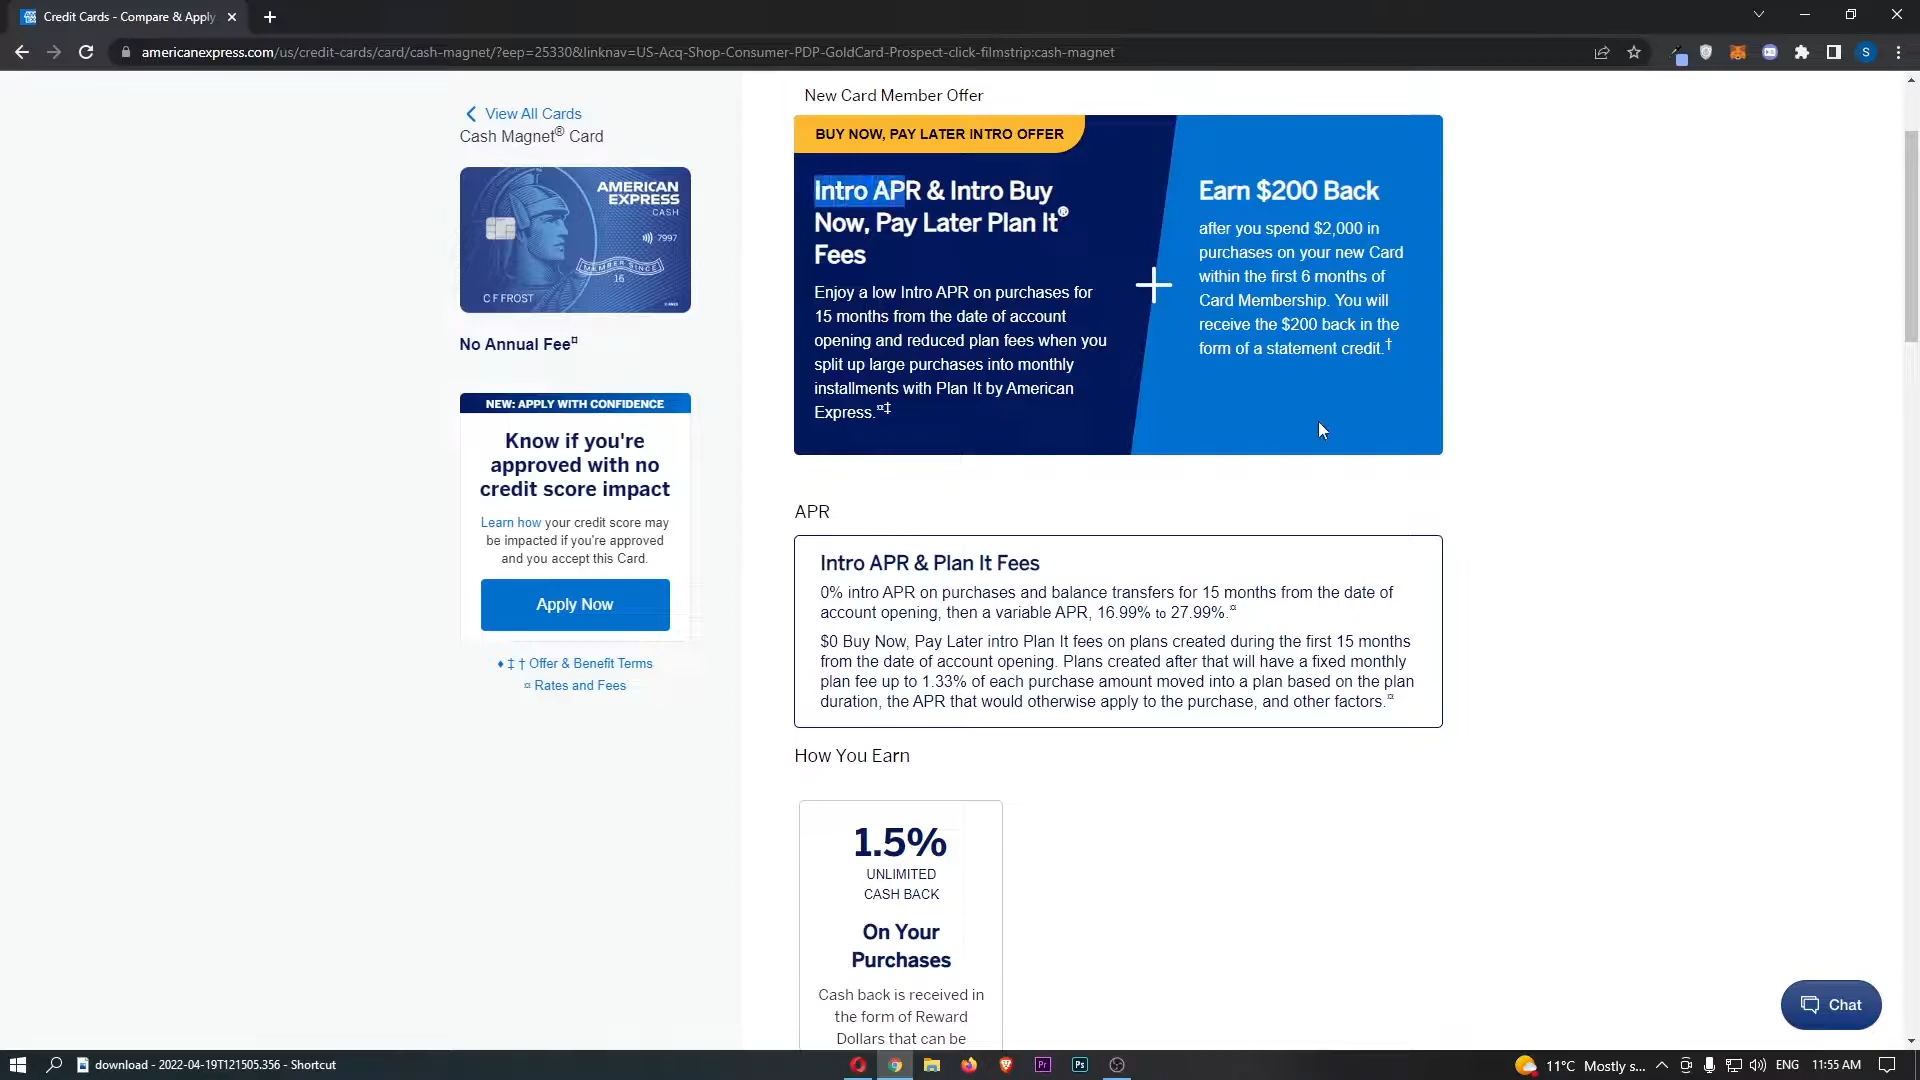 Credit Cards - Compare & Apply
americanexpress.com/us/credit-cards/card/cash-magnet/?eep=25330&linknav=US-Acq-Shop-Consumer-PDP-GoldCard-Prospect-click-filmstrip:cash-magnet
S
View All Cards
Cash Magnet® Card
AMERICAN
EXPRESS
CASH
7997
MEMBER SINCE
16
C F FROST
No Annual Fee¤
NEW: APPLY WITH CONFIDENCE
Know if you're
approved with no
credit score impact
Learn how your credit score may
be impacted if you're approved
and you accept this Card.
Apply Now
♦ ‡ † Offer & Benefit Terms
¤ Rates and Fees
New Card Member Offer
BUY NOW, PAY LATER INTRO OFFER
Intro APR & Intro Buy
Now, Pay Later Plan It®
Fees
Enjoy a low Intro APR on purchases for
15 months from the date of account
opening and reduced plan fees when you
split up large purchases into monthly
installments with Plan It by American
Express.¤‡
Earn $200 Back
after you spend $2,000 in
purchases on your new Card
within the first 6 months of
Card Membership. You will
receive the $200 back in the
form of a statement credit.†
APR
Intro APR & Plan It Fees
0% intro APR on purchases and balance transfers for 15 months from the date of
account opening, then a variable APR, 16.99% to 27.99%.¤
$0 Buy Now, Pay Later intro Plan It fees on plans created during the first 15 months
from the date of account opening. Plans created after that will have a fixed monthly
plan fee up to 1.33% of each purchase amount moved into a plan based on the plan
duration, the APR that would otherwise apply to the purchase, and other factors.¤
How You Earn
1.5%
UNLIMITED
CASH BACK
On Your
Purchases
Cash back is received in
the form of Reward
Dollars that can be
Chat
download - 2022-04-19T121505.356 - Shortcut
Pr
Ps
11°C Mostly s...
ENG
11:55 AM